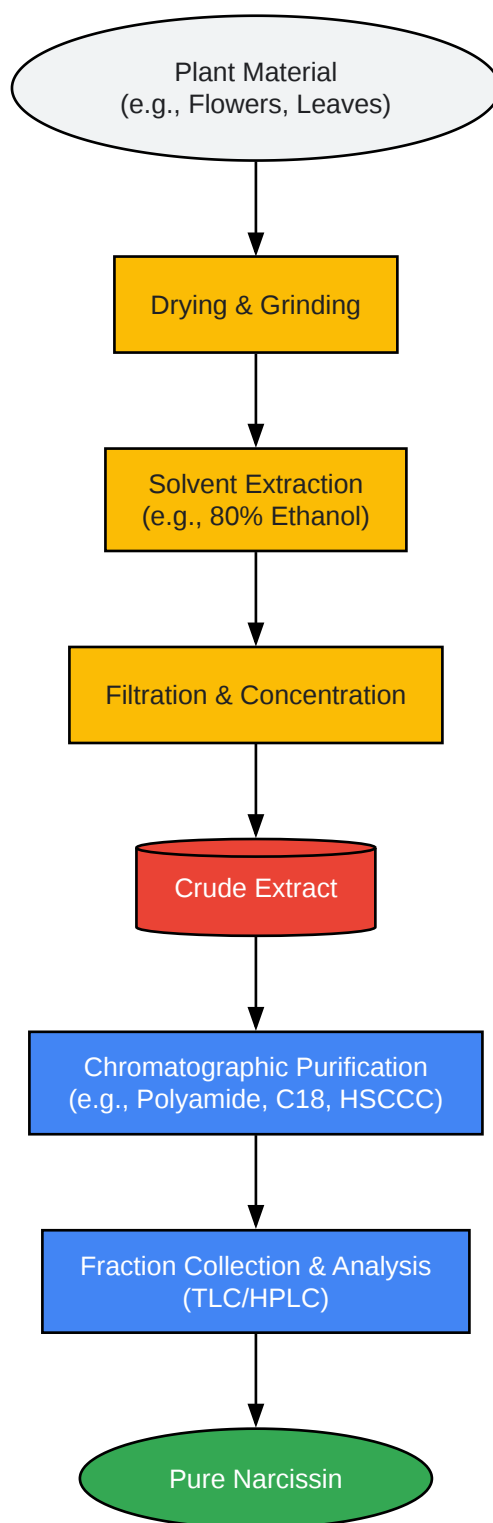 Plant Material
(e.g., Flowers, Leaves)
Drying & Grinding
Solvent Extraction
(e.g., 80% Ethanol)
Filtration & Concentration
Crude Extract
Chromatographic Purification
(e.g., Polyamide, C18, HSCCC)
Fraction Collection & Analysis
(TLC/HPLC)
Pure Narcissin